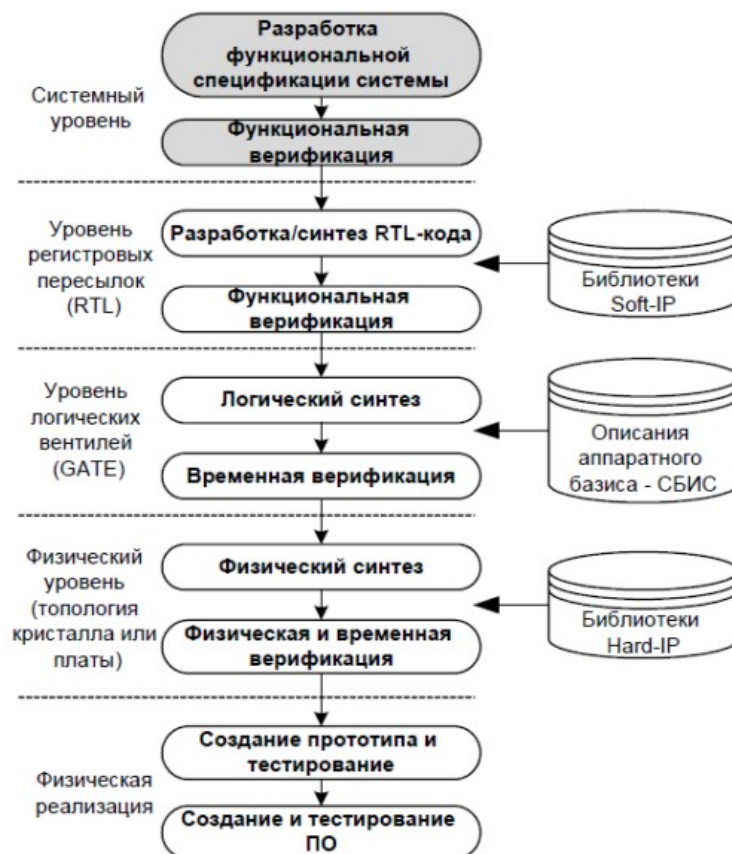 Разработка
функциональной
спецификации системы
Системный
уровень
Функциональная
верификация
Уровень
регистровых
пересылок
(RTL)
Разработка/синтез RTL-кода
Функциональная
верификация
Библиотеки
Soft-IP
Уровень
логических
вентилей
(GATE)
Логический синтез
Временная верификация
Описания
аппаратного
базиса - СБИС
Физический
уровень
(топология
кристалла или
платы)
Физический синтез
Физическая и временная
верификация
Библиотеки
Hard-IP
Физическая
реализация
Создание прототипа и
тестирование
Создание и тестирование
ПО